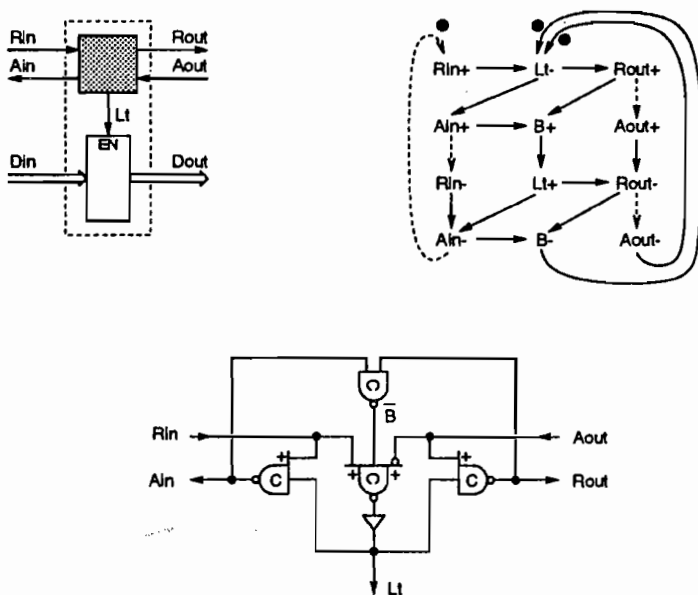 Rin
Rout
Ain
Aout
Lt
EN
Din
Dout
Rin+ Lt- Rout+
Ain+ B+ Aout+
Rin- Lt+ Rout-
Ain- B- Aout-
C
B
Rin
Aout
+ + + +
Ain
C
C
C
Rout
Lt